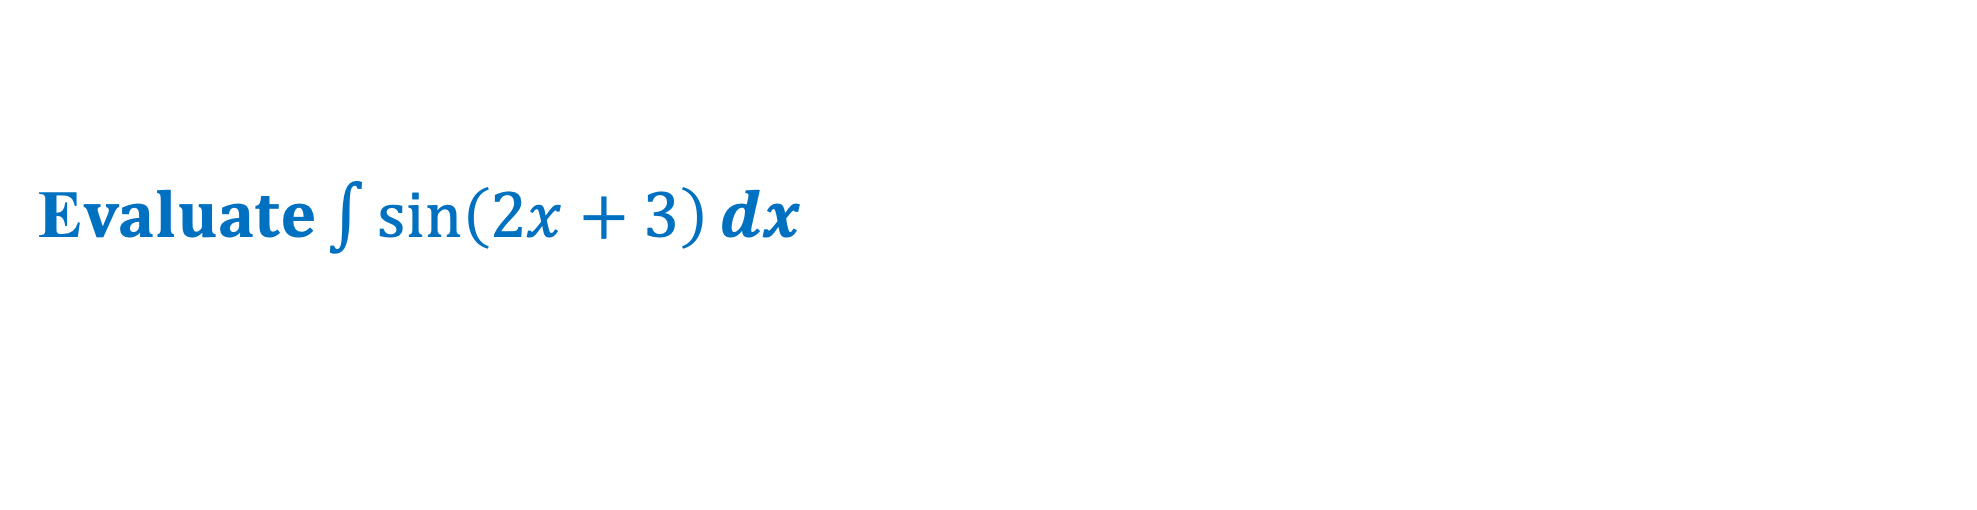 Evaluate ∫ sin(2x + 3) dx